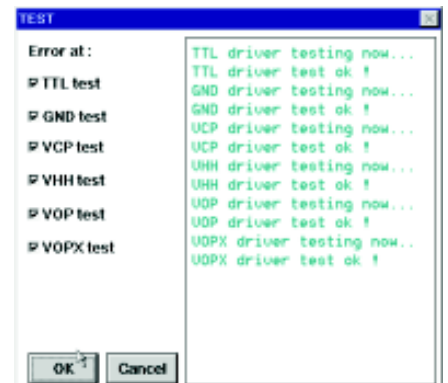 TEST
Error at :
TTL test
GND test
VCP test
VHH test
VOP test
VOPX test
OK
Cancel
TTL driver testing now...
TTL driver test ok !
GND driver testing now...
GND driver test ok !
VCP driver testing now...
VCP driver test ok !
VHH driver testing now...
VHH driver test ok !
VOP driver testing now...
VOP driver test ok !
VOPX driver testing now..
VOPX driver test ok !